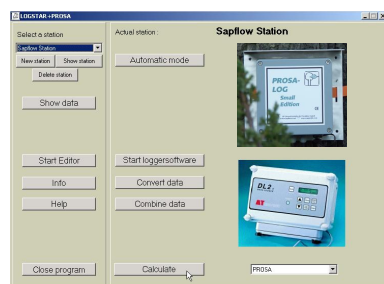 LOGSTAR+PROSA
Select a station
Sapflow Station
New station Show station
Delete station
Show data
Start Editor
Info
Help
Close program
Actual station :
Sapflow Station
Automatic mode
Start loggersoftware
Convert data
Combine data
Calculate
PROSA-
LOG
Small
Edition
DL2e
AT
PROSA